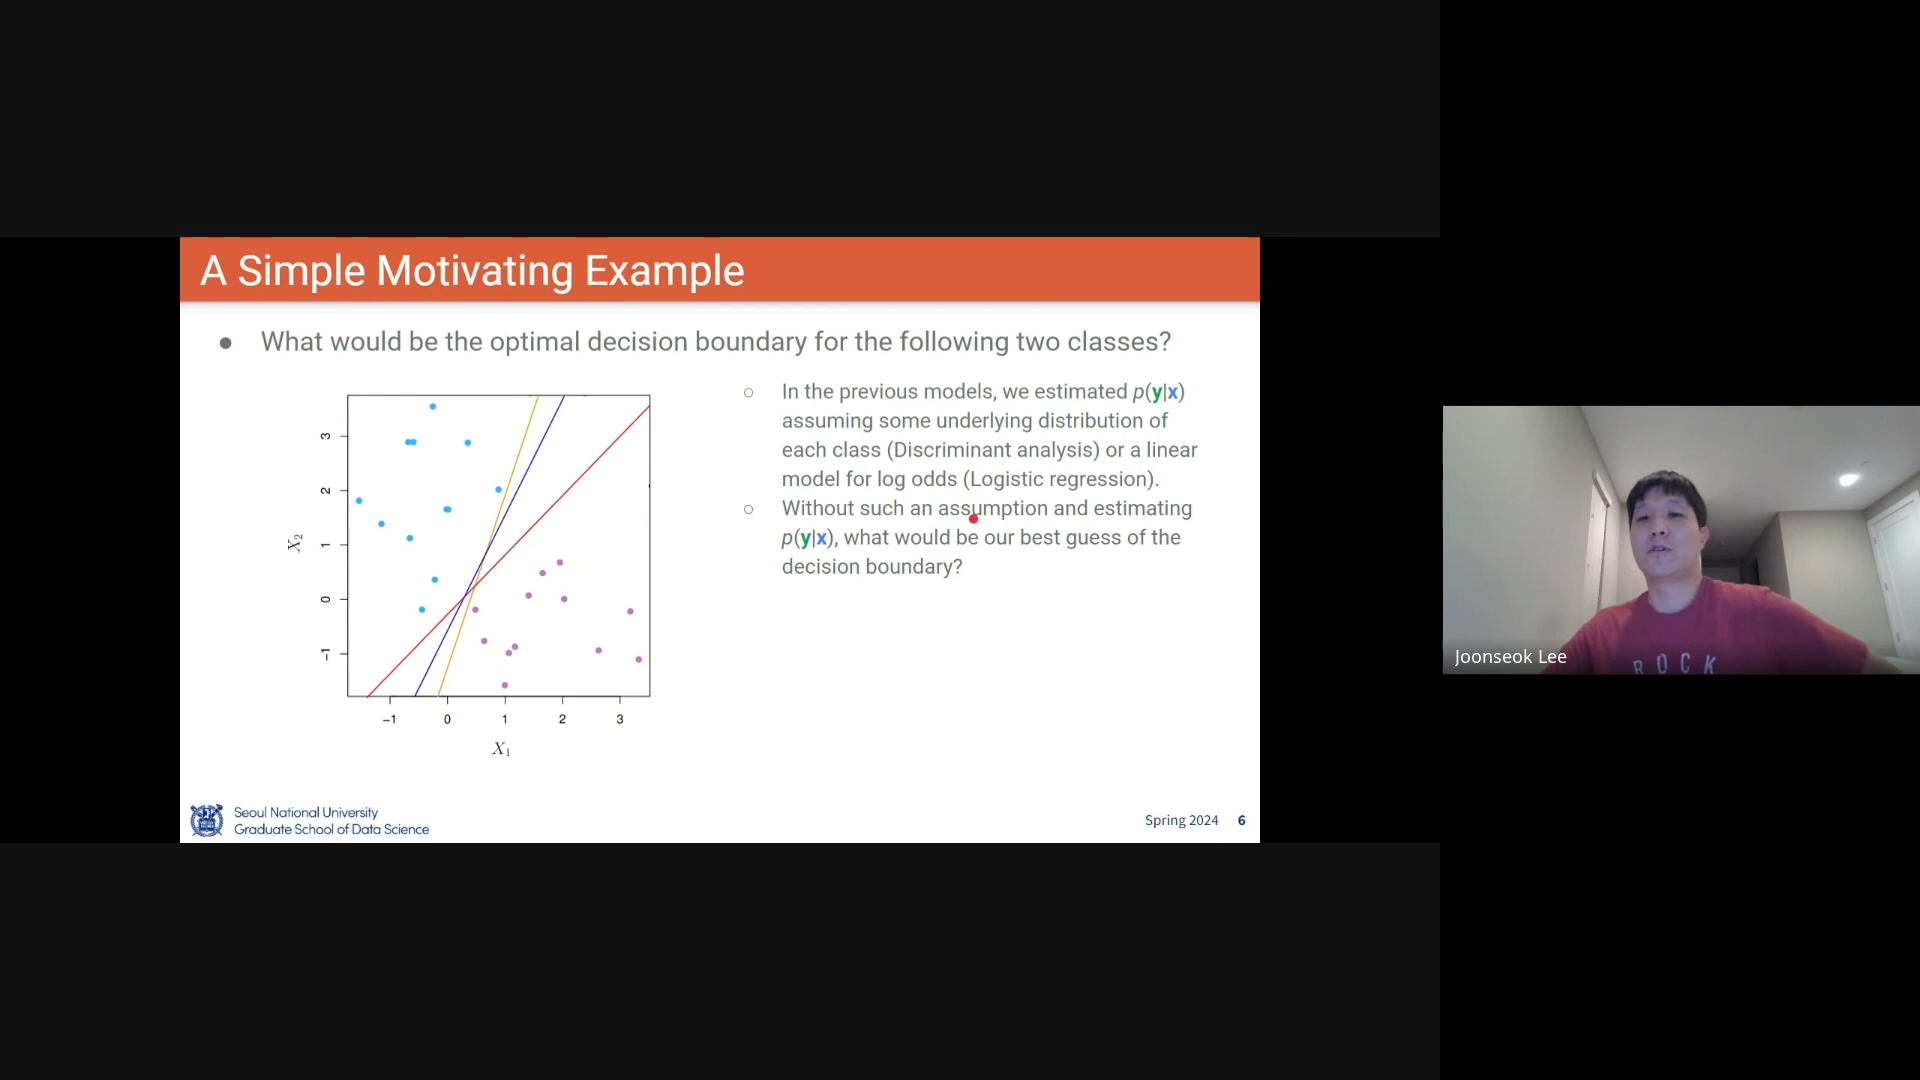 A Simple Motivating Example
● What would be the optimal decision boundary for the following two classes?
○ In the previous models, we estimated p(y|x)
assuming some underlying distribution of
each class (Discriminant analysis) or a linear
model for log odds (Logistic regression).
○ Without such an assumption and estimating
p(y|x), what would be our best guess of the
decision boundary?
3
2
1
0
−1
X₂
−1 0 1 2 3
X₁
Seoul National University
Graduate School of Data Science
Spring 2024 6
ROCK
Joonseok Lee